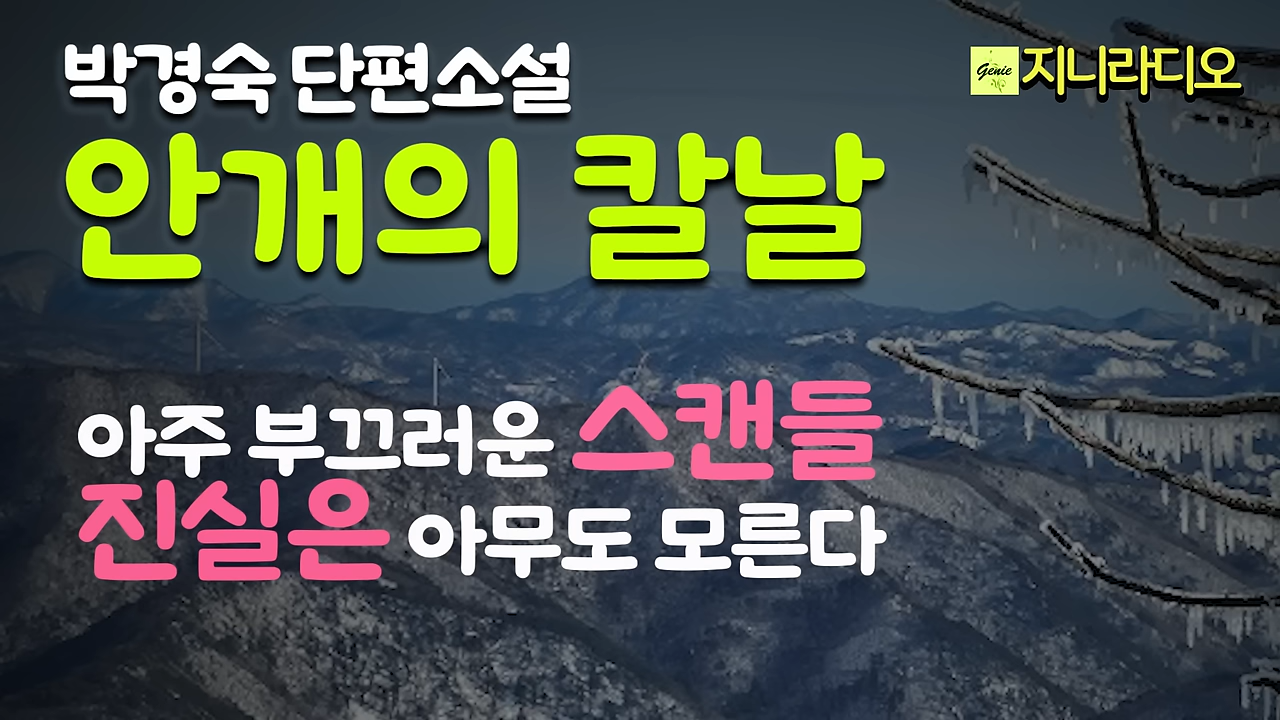 박경숙 단편소설
Genie 지니라디오
안개의 칼날
아주 부끄러운 스캔들
진실은 아무도 모른다